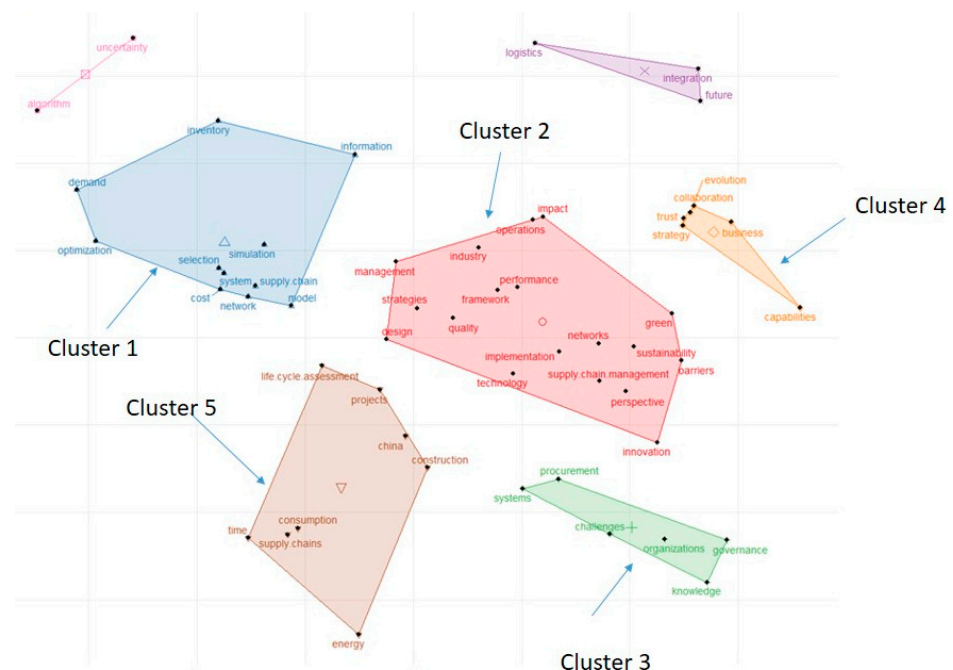 uncertainty
algorithm
logistics
integration
future
inventory
information
demand
optimization
simulation
selection
system
supply.chain
cost
network
model
Cluster 1
Cluster 2
impact
operations
industry
management
performance
strategies
framework
quality
design
green
networks
implementation
sustainability
barriers
technology
supply.chain.management
perspective
innovation
evolution
collaboration
trust
strategy
business
capabilities
Cluster 4
life.cycle.assessment
projects
Cluster 5
china
construction
consumption
time
supply.chains
energy
procurement
systems
challenges
organizations
governance
knowledge
Cluster 3